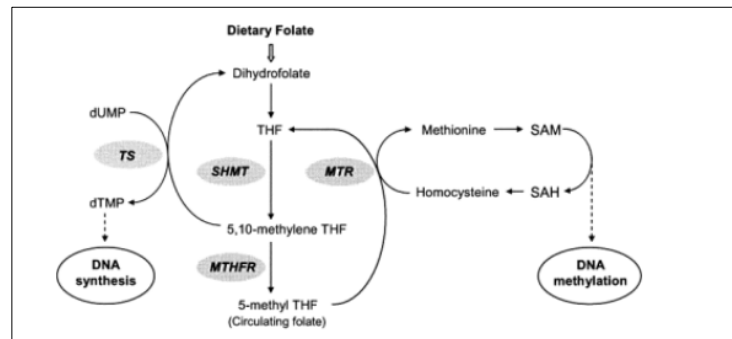 Dietary Folate
Dihydrofolate
dUMP
THF
Methionine
SAM
TS
SHMT
MTR
Homocysteine
SAH
dTMP
5,10-methylene THF
DNA
synthesis
MTHFR
DNA
methylation
5-methyl THF
(Circulating folate)